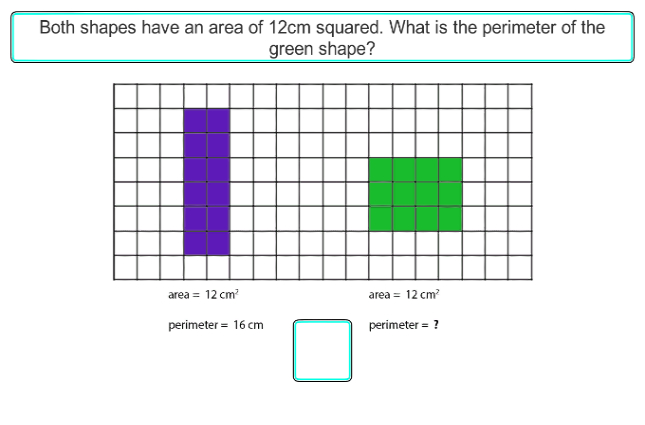 Both shapes have an area of 12cm squared. What is the perimeter of the
green shape?
area = 12 cm²
area = 12 cm²
perimeter = 16 cm
perimeter = ?